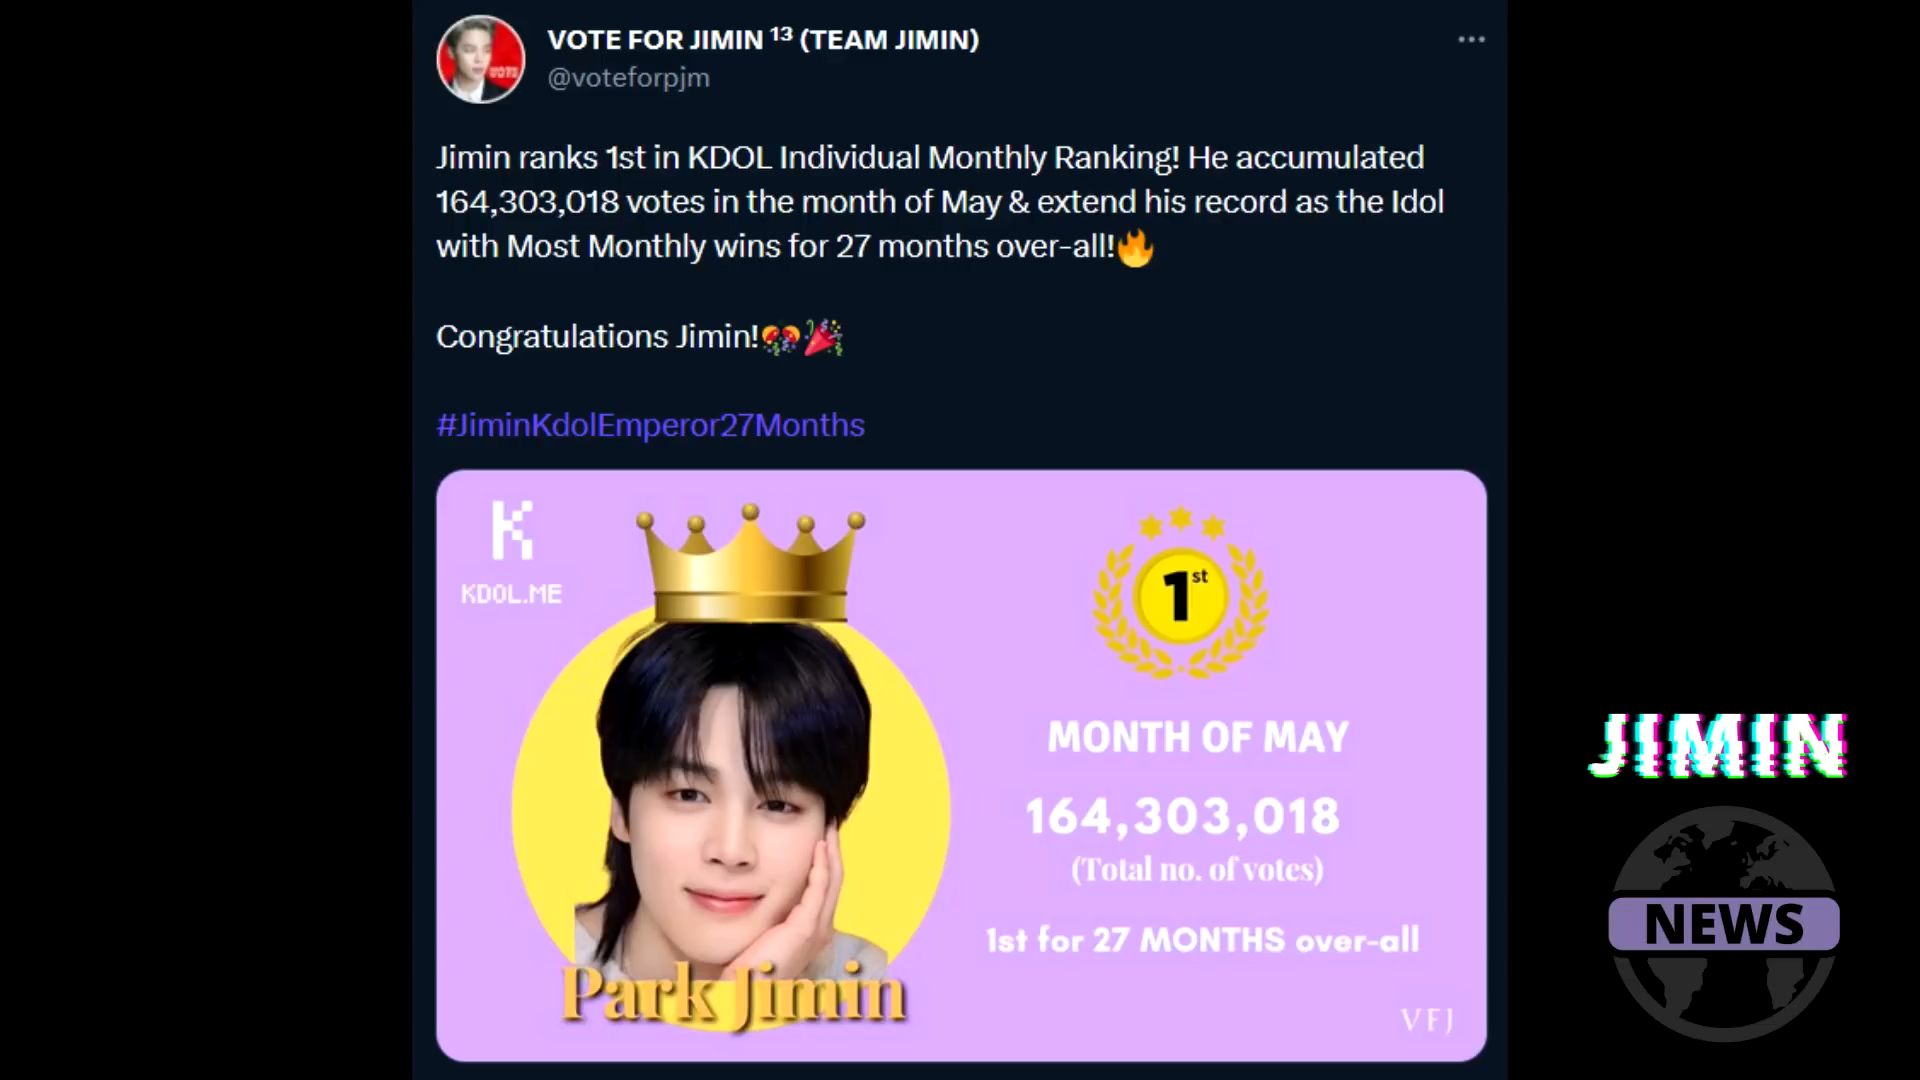 VOTE FOR JIMIN ¹³ (TEAM JIMIN)
@voteforpjm
Jimin ranks 1st in KDOL Individual Monthly Ranking! He accumulated
164,303,018 votes in the month of May & extend his record as the Idol
with Most Monthly wins for 27 months over-all!🔥
Congratulations Jimin!🎊🎉
#JiminKdolEmperor27Months
K
KDOL.ME
1st
MONTH OF MAY
164,303,018
(Total no. of votes)
1st for 27 MONTHS over-all
Park Jimin
VFJ
JIMIN
NEWS
VOTE